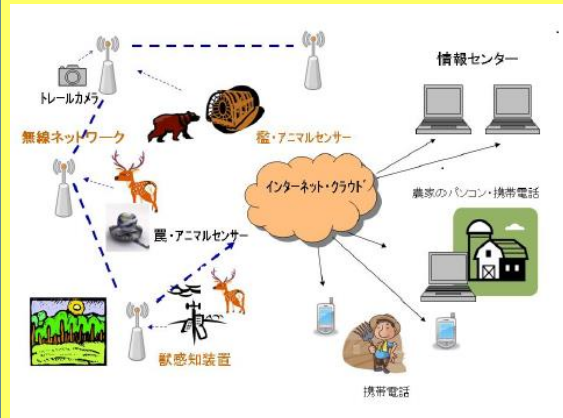 情報センター
トレールカメラ
無線ネットワーク
檻・アニマルセンサー
インターネット・クラウド
農家のパソコン・携帯電話
罠・アニマルセンサー
獣感知装置
携帯電話